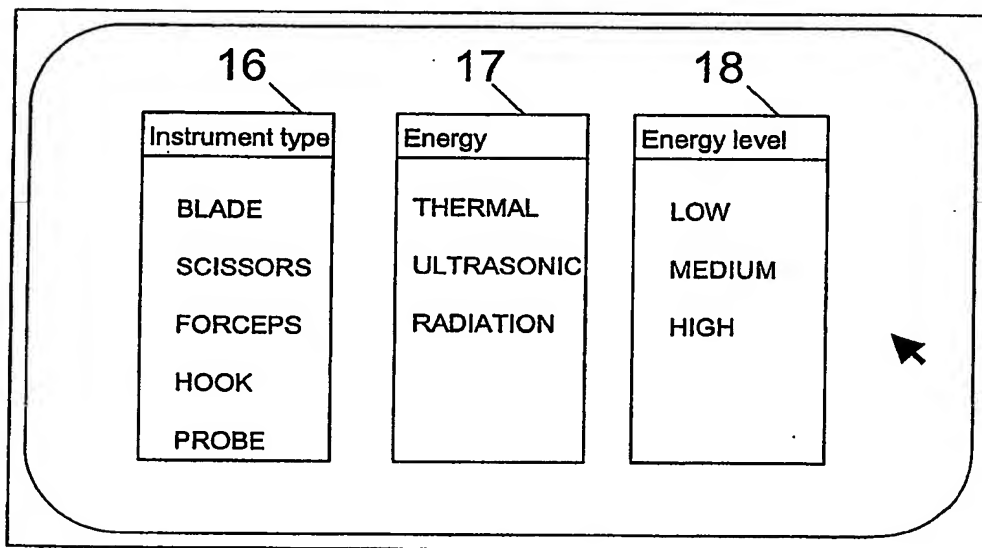 16 17 18
Instrument type
BLADE
SCISSORS
FORCEPS
HOOK
PROBE
Energy
THERMAL
ULTRASONIC
RADIATION
Energy level
LOW
MEDIUM
HIGH